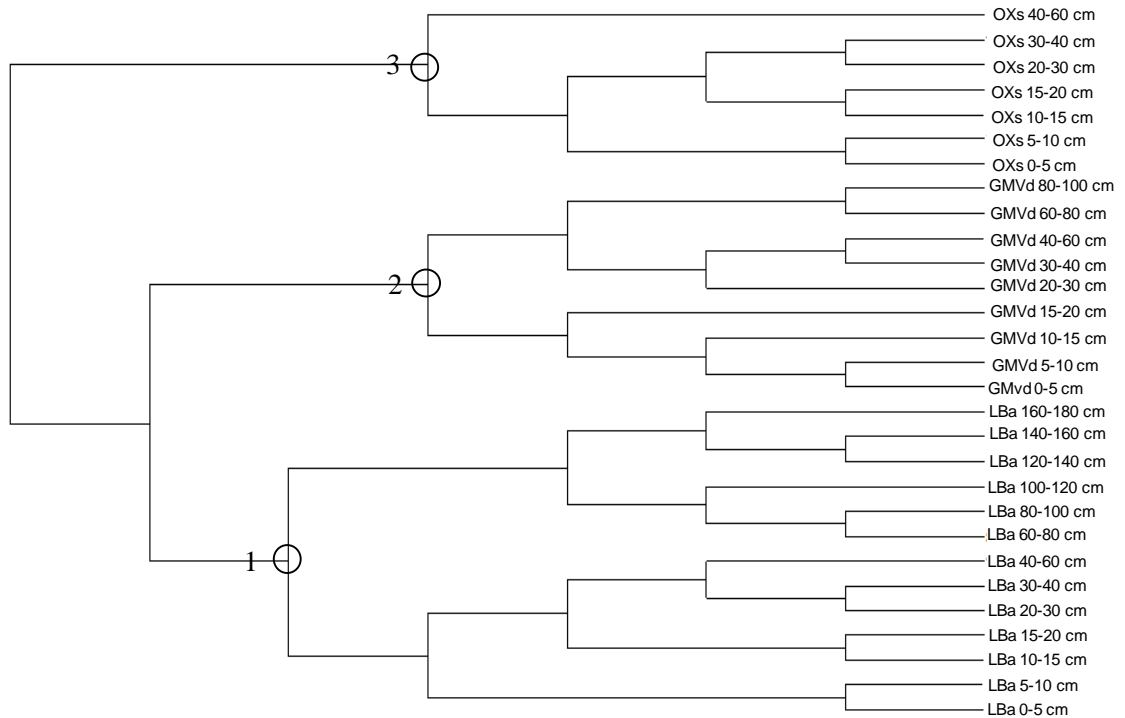 OXs 40-60 cm
OXs 30-40 cm
3
OXs 20-30 cm
OXs 15-20 cm
OXs 10-15 cm
OXs 5-10 cm
OXs 0-5 cm
GMVd 80-100 cm
GMVd 60-80 cm
GMVd 40-60 cm
GMVd 30-40 cm
2
GMVd 20-30 cm
GMVd 15-20 cm
GMVd 10-15 cm
GMVd 5-10 cm
GMvd 0-5 cm
LBa 160-180 cm
LBa 140-160 cm
LBa 120-140 cm
LBa 100-120 cm
LBa 80-100 cm
LBa 60-80 cm
1
LBa 40-60 cm
LBa 30-40 cm
LBa 20-30 cm
LBa 15-20 cm
LBa 10-15 cm
LBa 5-10 cm
LBa 0-5 cm